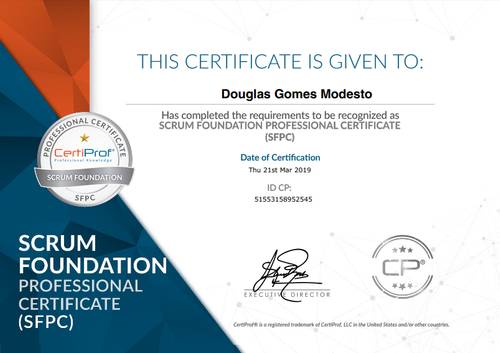 THIS CERTIFICATE IS GIVEN TO:
Douglas Gomes Modesto
Has completed the requirements to be recognized as
SCRUM FOUNDATION PROFESSIONAL CERTIFICATE
(SFPC)
Date of Certification
Thu 21st Mar 2019
ID CP:
51553158952545
PROFESSIONAL CERTIFICATE
CertiProf®
Professional Knowledge
SCRUM FOUNDATION
SFPC
SCRUM
FOUNDATION
PROFESSIONAL
CERTIFICATE
(SFPC)
EXECUTIVE DIRECTOR
CP®
CertiProf® is a registered trademark of CertiProf, LLC in the United States and/or other countries.